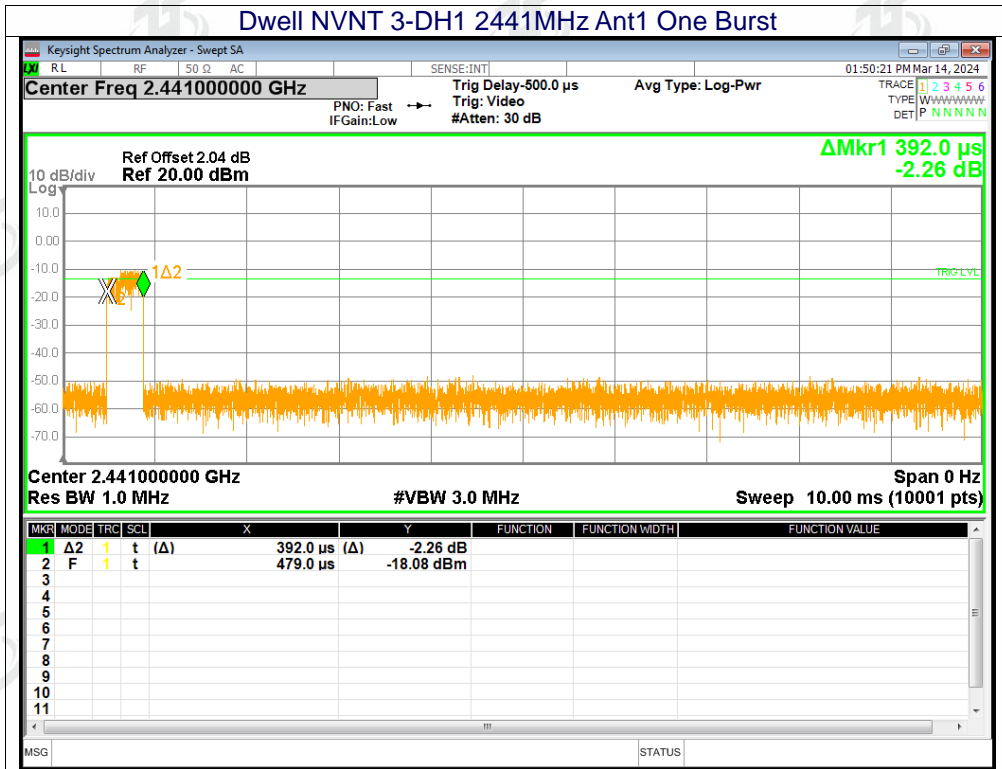 Dwell NVNT 3-DH1 2441MHz Ant1 One Burst
Keysight Spectrum Analyzer - Swept SA
LXI RL RF 50 Ω AC SENSE:INT 01:50:21 PM Mar 14, 2024
Center Freq 2.441000000 GHz Trig Delay-500.0 µs Avg Type: Log-Pwr TRACE 1 2 3 4 5 6
PNO: Fast Trig: Video TYPE WWWWWWW
IFGain:Low #Atten: 30 dB DET P N N N N N
ΔMkr1 392.0 µs
-2.26 dB
Ref Offset 2.04 dB
10 dB/div Ref 20.00 dBm
Log
10.0
0.00
-10.0
1Δ2
TRIG LVL
-20.0
2
-30.0
-40.0
-50.0
-60.0
-70.0
Center 2.441000000 GHz Span 0 Hz
Res BW 1.0 MHz #VBW 3.0 MHz Sweep 10.00 ms (10001 pts)
MKR MODE TRC SCL X Y FUNCTION FUNCTION WIDTH FUNCTION VALUE
1 Δ2 1 t (Δ) 392.0 µs (Δ) -2.26 dB
2 F 1 t 479.0 µs -18.08 dBm
3
4
5
6
7
8
9
10
11
MSG STATUS